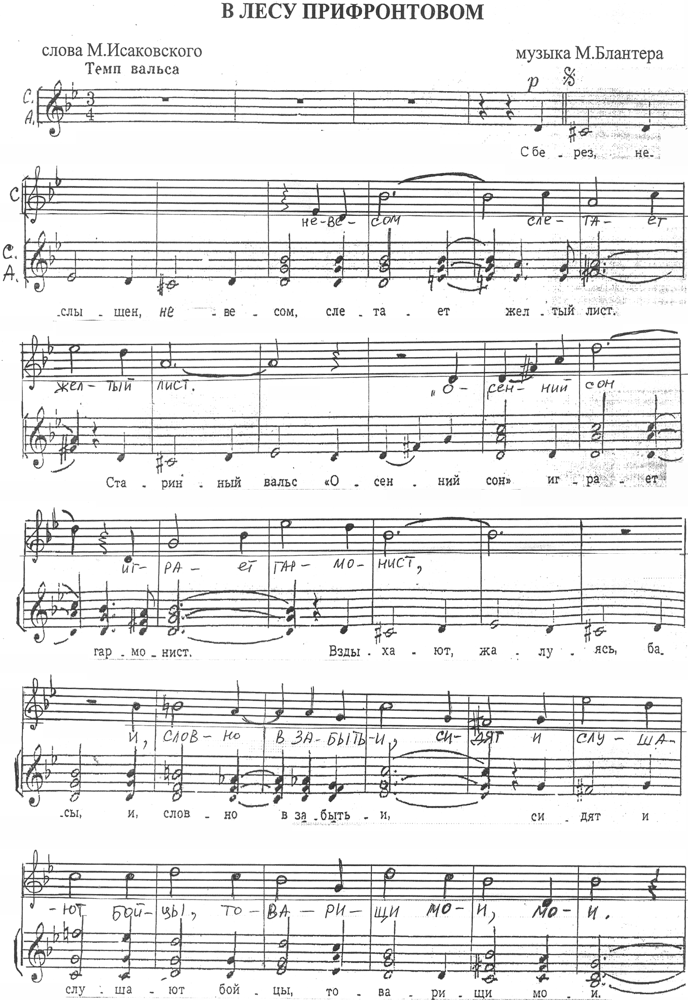 В ЛЕСУ ПРИФРОНТОВОМ
слова М.Исаковского
музыка М.Блантера
Темп вальса
p
С.
А.
3
4
С бе - рез, не-
С
не-ве- сом сле- та- ет
С.
А.
-слы - шен, не - ве - сом, сле - та - ет жел - тый лист.
жел- тый лист. „О- сен- ний сон
Ста - рин - ный вальс «О - сен - ний сон» иг - ра - ет
иг- ра- ет гар- мо- нист,
гар - мо - нист. Взды - ха - ют, жа - лу - ясь, ба-
и, слов- но в за-быть-и, си- дят и слу- ша-
-сы, и, слов - но в за - быть - и, си - дят и
-ют бой- цы, то- ва- ри- щи мо- и, мо- и.
слу - ша - ют бой - цы, то - ва - ри - щи мо - и.